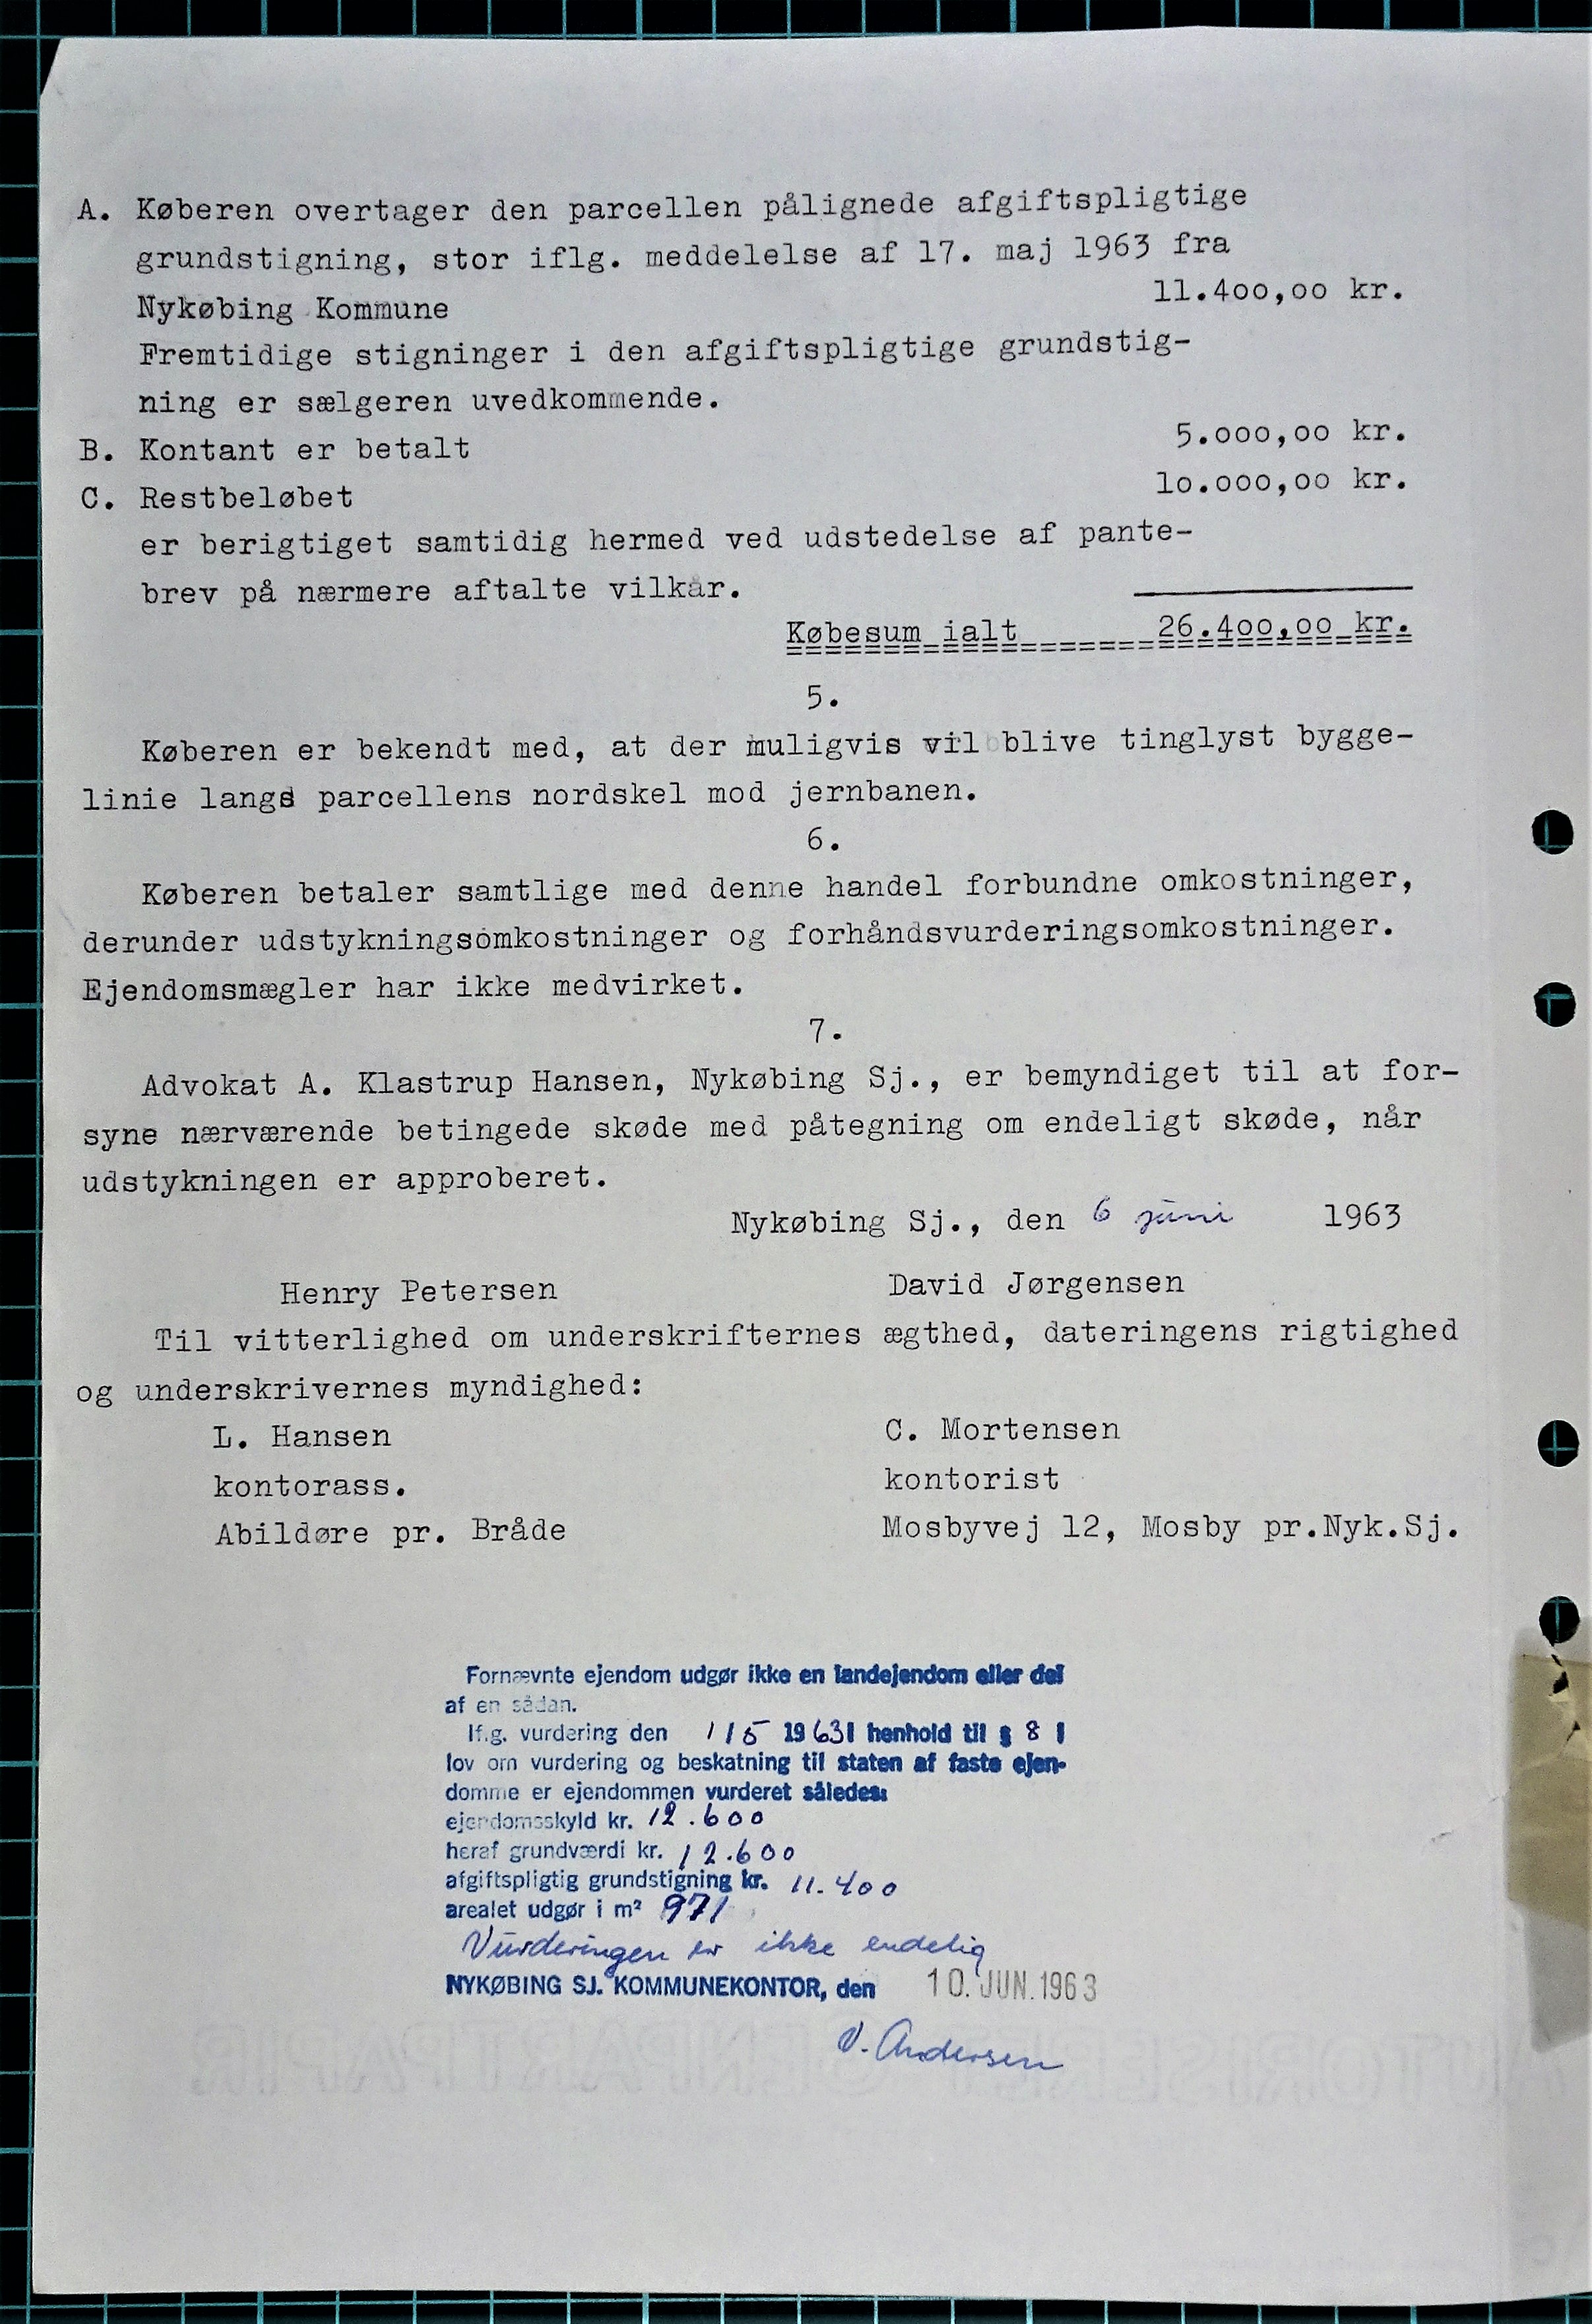 A. Køberen overtager den parcellen pålignede afgiftspligtige
grundstigning, stor iflg. meddelelse af 17. maj 1963 fra
Nykøbing Kommune 11.4oo,oo kr.
Fremtidige stigninger i den afgiftspligtige grundstig-
ning er sælgeren uvedkommende.
B. Kontant er betalt 5.ooo,oo kr.
C. Restbeløbet lo.ooo,oo kr.
er berigtiget samtidig hermed ved udstedelse af pante-
brev på nærmere aftalte vilkår.
Købesum ialt 26.4oo,oo kr.
5.
Køberen er bekendt med, at der muligvis vil blive tinglyst bygge-
linie langs parcellens nordskel mod jernbanen.
6.
Køberen betaler samtlige med denne handel forbundne omkostninger,
derunder udstykningsomkostninger og forhåndsvurderingsomkostninger.
Ejendomsmægler har ikke medvirket.
7.
Advokat A. Klastrup Hansen, Nykøbing Sj., er bemyndiget til at for-
syne nærværende betingede skøde med påtegning om endeligt skøde, når
udstykningen er approberet.
Nykøbing Sj., den 6 juni 1963
Henry Petersen David Jørgensen
Til vitterlighed om underskrifternes ægthed, dateringens rigtighed
og underskrivernes myndighed:
L. Hansen C. Mortensen
kontorass. kontorist
Abildøre pr. Bråde Mosbyvej 12, Mosby pr.Nyk.Sj.
Fornævnte ejendom udgør ikke en landejendom eller del
af en sådan.
If.g. vurdering den 1/5 1963 I henhold til § 8 I
lov om vurdering og beskatning til staten af faste ejen-
domme er ejendommen vurderet således:
ejendomsskyld kr. 12.600
heraf grundværdi kr. 12.600
afgiftspligtig grundstigning kr. 11.400
arealet udgør i m² 971
Vurderingen er ikke endelig
NYKØBING SJ. KOMMUNEKONTOR, den 10. JUN. 1963
V. Andersen